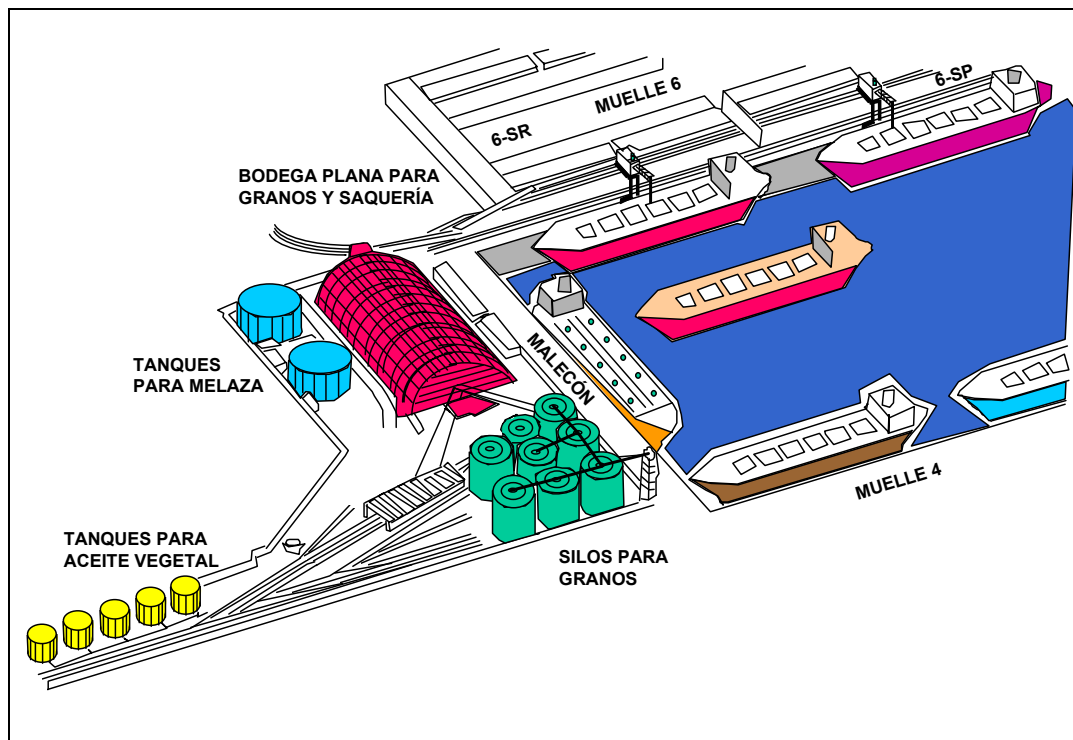 6-SP
MUELLE 6
6-SR
BODEGA PLANA PARA
GRANOS Y SAQUERÍA
MALECÓN
TANQUES
PARA MELAZA
MUELLE 4
TANQUES PARA
ACEITE VEGETAL
SILOS PARA
GRANOS